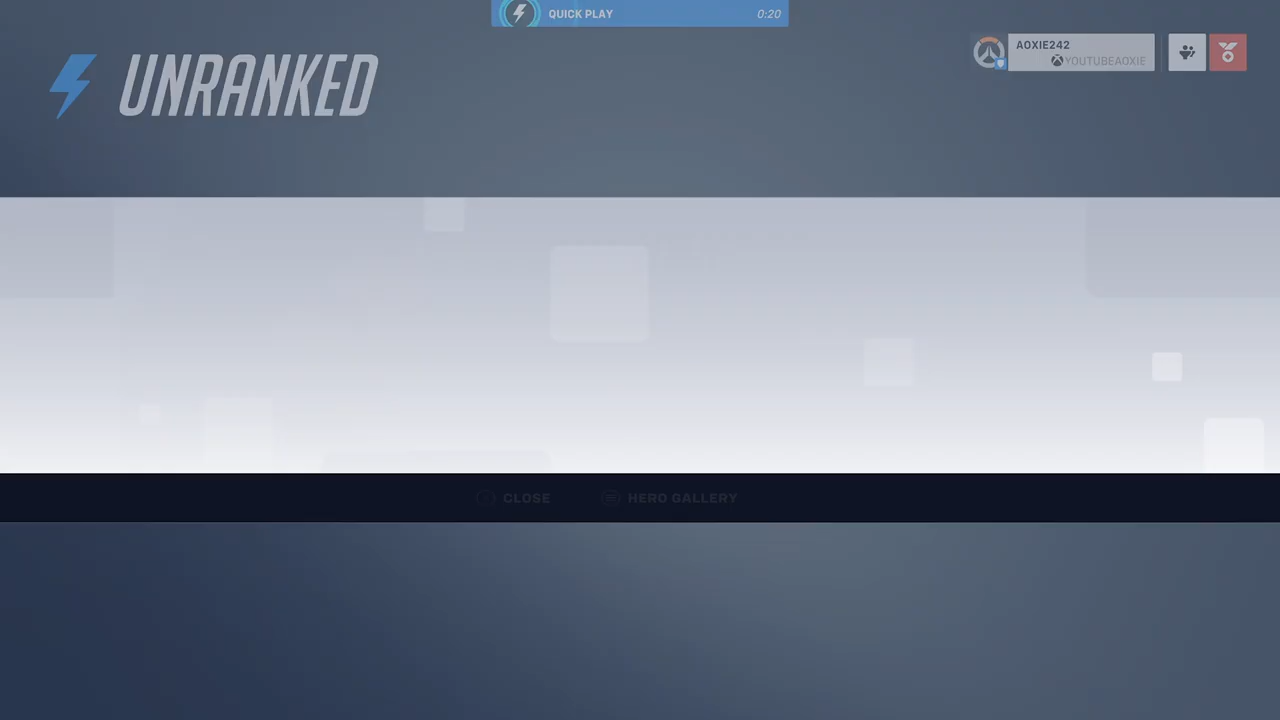 QUICK PLAY 0:20
UNRANKED
AOXIE242
YOUTUBEAOXIE
CLOSE HERO GALLERY